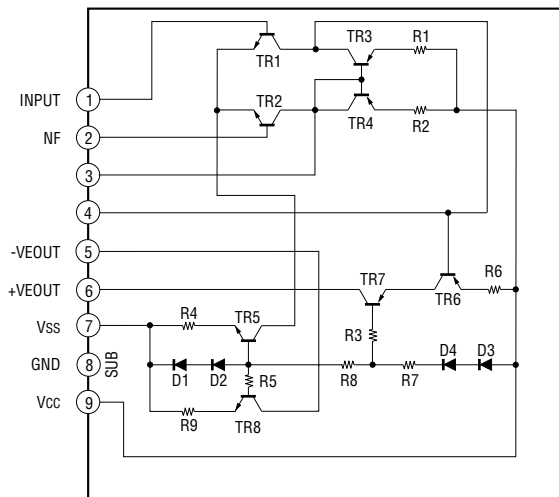 TR3
R1
TR1
INPUT 1
TR2
TR4
R2
NF 2
3
4
-VEOUT 5
TR7
R6
+VEOUT 6
TR6
Vss 7
R4
TR5
R3
D4
D3
GND 8 SUB
D1
D2
R5
R8
R7
Vcc 9
R9
TR8